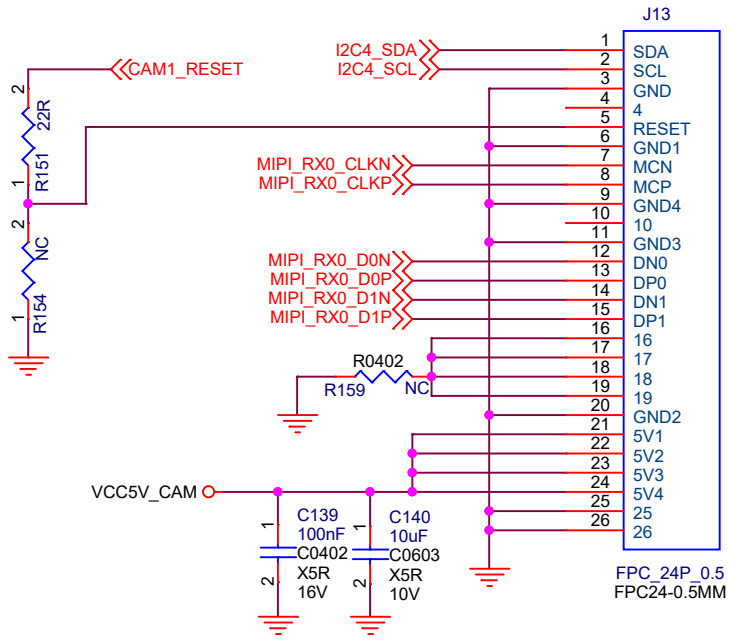 J13
I2C4_SDA 1 SDA
I2C4_SCL 2 SCL
CAM1_RESET
3 GND
4 4
5 RESET
6 GND1
MIPI_RX0_CLKN 7 MCN
MIPI_RX0_CLKP 8 MCP
9 GND4
10 10
11 GND3
MIPI_RX0_D0N 12 DN0
MIPI_RX0_D0P 13 DP0
MIPI_RX0_D1N 14 DN1
MIPI_RX0_D1P 15 DP1
16 16
17 17
18 18
19 19
20 GND2
21 5V1
22 5V2
23 5V3
24 5V4
25 25
26 26
FPC_24P_0.5
FPC24-0.5MM
2
22R
1
R151
2
NC
1
R154
R0402
R159 NC
VCC5V_CAM
1
C139
100nF
C0402
2
X5R
16V
1
C140
10uF
C0603
2
X5R
10V